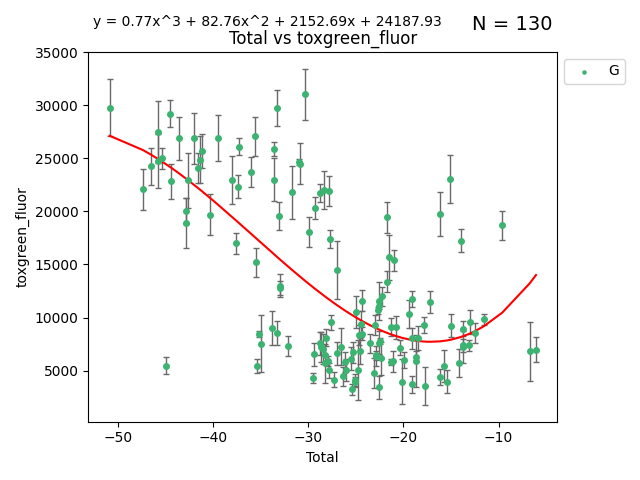 y = 0.77x^3 + 82.76x^2 + 2152.69x + 24187.93
N = 130
Total vs toxgreen_fluor
G
toxgreen_fluor
35000
30000
25000
20000
15000
10000
5000
−50
−40
−30
−20
−10
Total